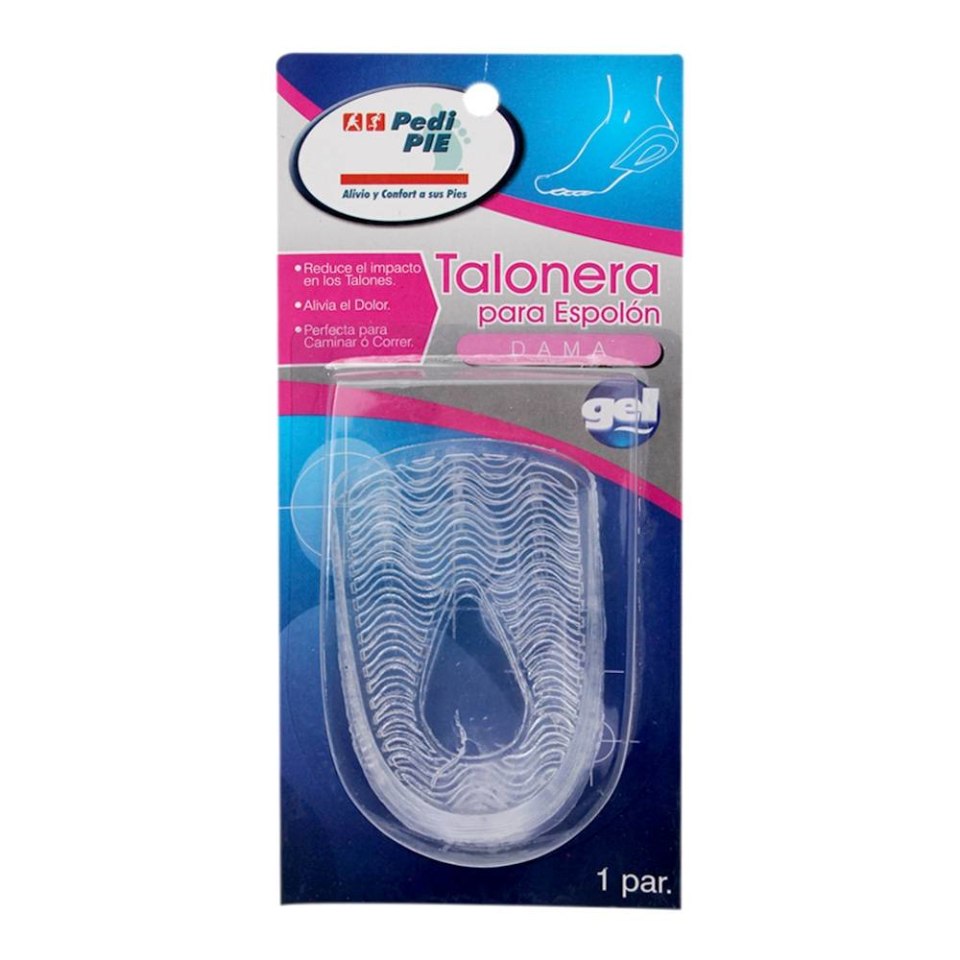 Pedi
PIE
Alivio y Confort a sus Pies
•Reduce el impacto
en los Talones.
•Alivia el Dolor.
•Perfecta para
Caminar ó Correr.
Talonera
para Espolón
DAMA
gel
1 par.